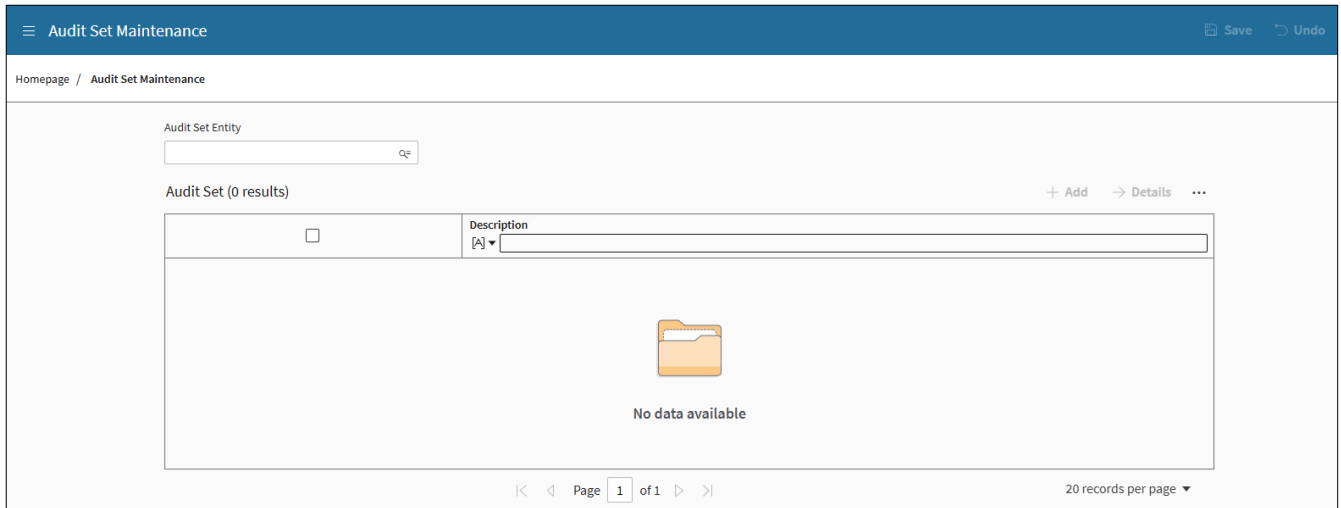 Audit Set Maintenance
Save Undo
Homepage / Audit Set Maintenance
Audit Set Entity
Audit Set (0 results)
+ Add → Details ...
Description
[A]
No data available
Page 1 of 1
20 records per page